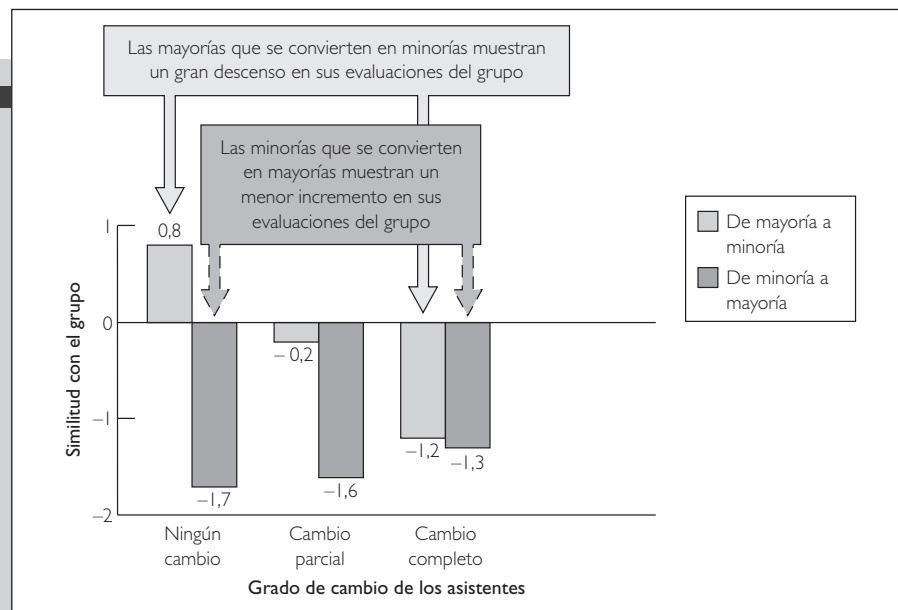 Las mayorías que se convierten en minorías muestran
un gran descenso en sus evaluaciones del grupo
Las minorías que se convierten
en mayorías muestran un
menor incremento en sus
evaluaciones del grupo
De mayoría a
minoría
De minoría a
mayoría
Similitud con el grupo
1
0
–1
–2
0,8
–1,7
– 0,2
–1,6
–1,2
–1,3
Ningún
cambio
Cambio
parcial
Cambio
completo
Grado de cambio de los asistentes